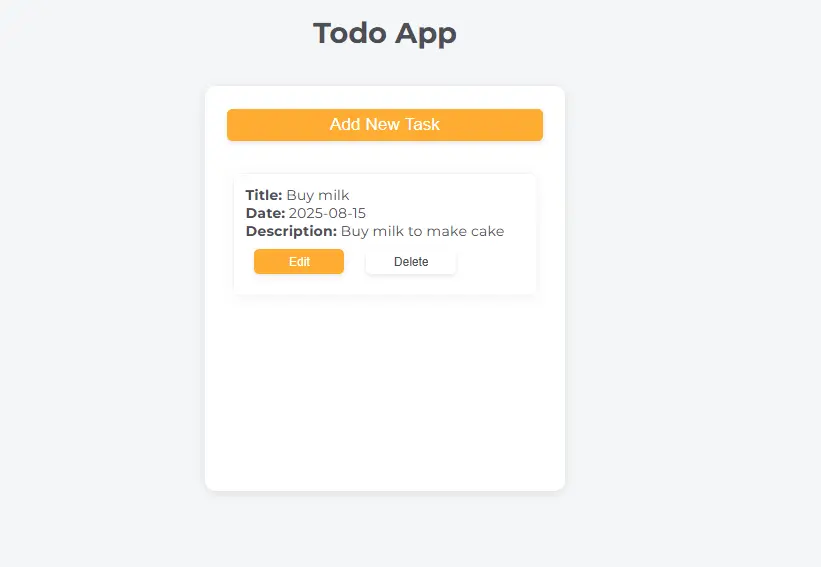 Todo App
Add New Task
Title: Buy milk
Date: 2025-08-15
Description: Buy milk to make cake
Edit Delete